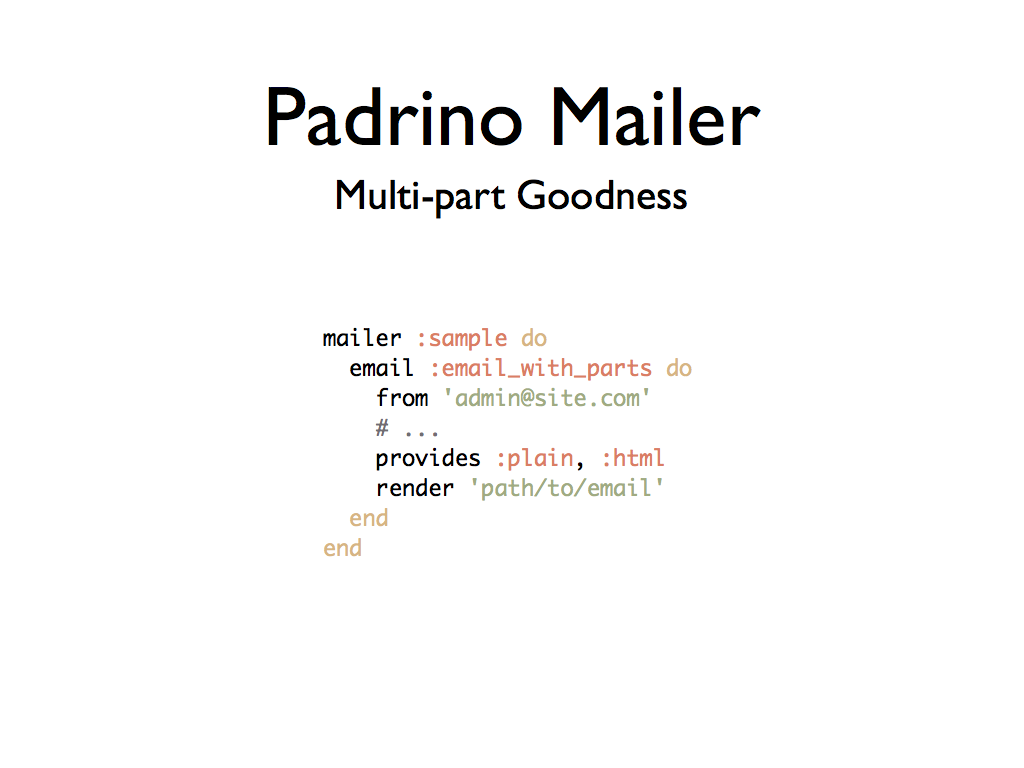 Padrino Mailer
Multi-part Goodness
mailer :sample do
  email :email_with_parts do
    from 'admin@site.com'
    # ...
    provides :plain, :html
    render 'path/to/email'
  end
end